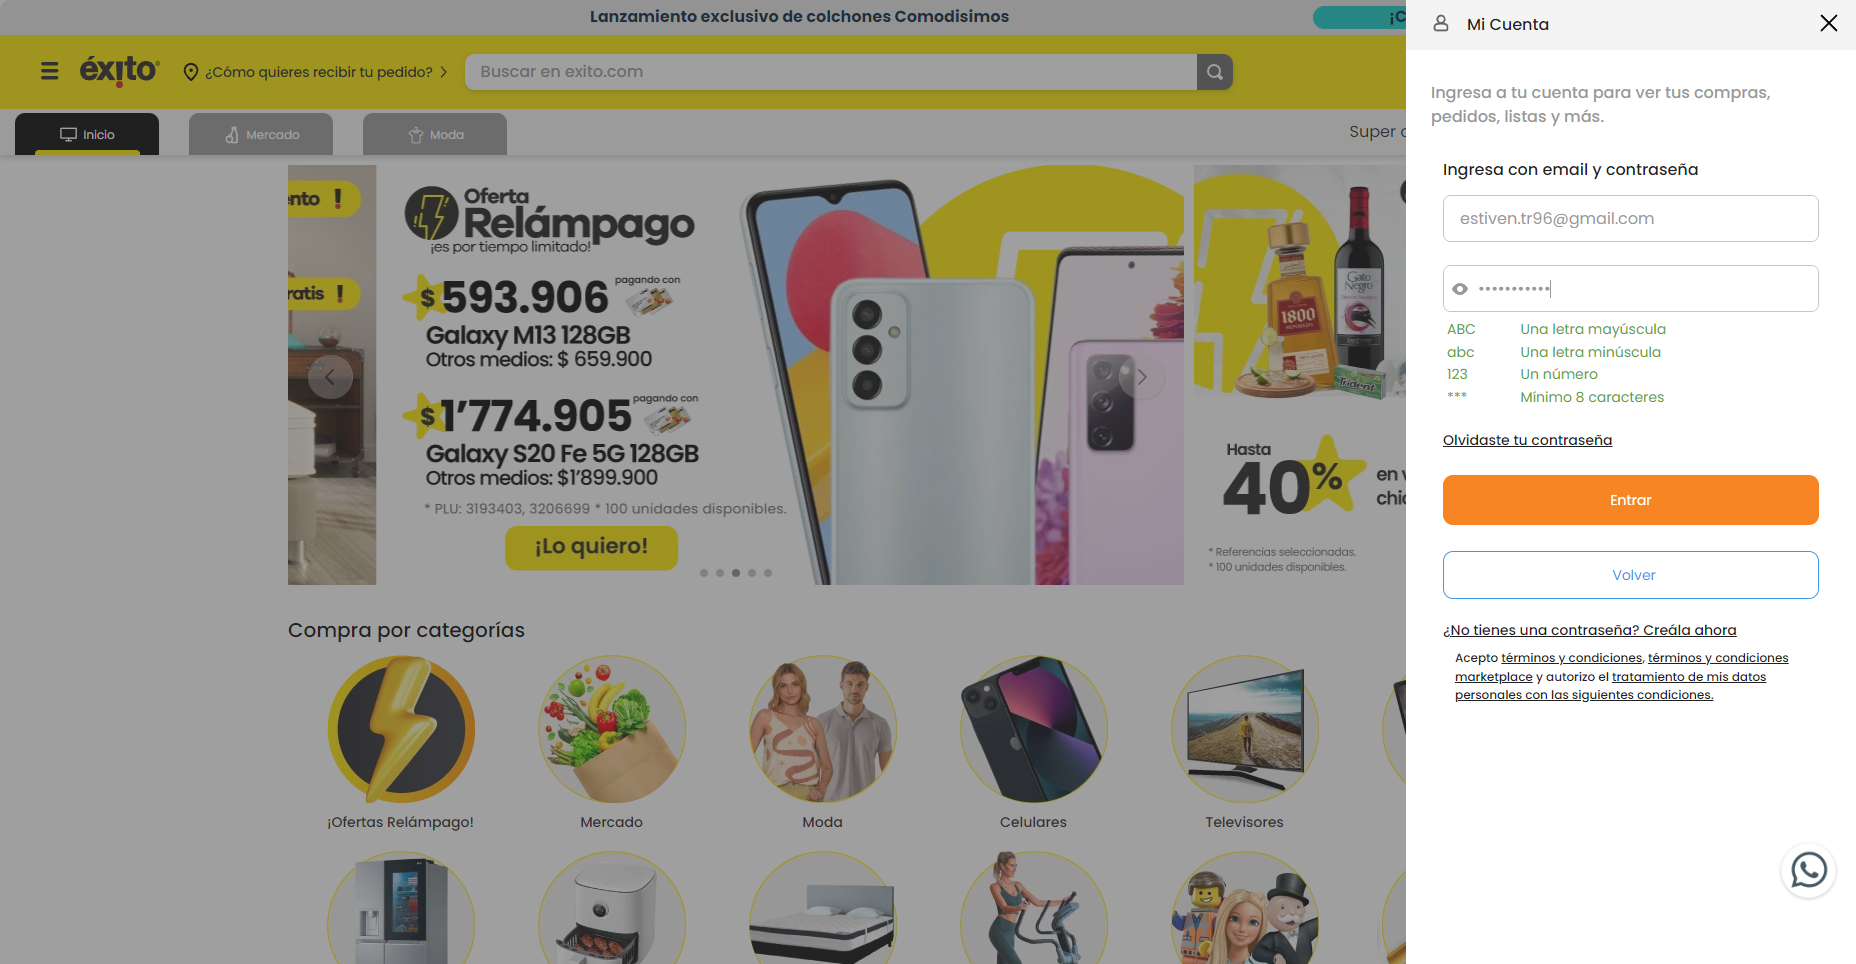 Lanzamiento exclusivo de colchones Comodisimos
éxito
¿Cómo quieres recibir tu pedido?
Buscar en exito.com
Inicio
Mercado
Moda
Super
nto !
ratis !
Oferta
Relámpago
¡es por tiempo limitado!
$593.906
pagando con
Galaxy M13 128GB
Otros medios: $ 659.900
$1'774.905
pagando con
Galaxy S20 Fe 5G 128GB
Otros medios: $1'899.900
* PLU: 3193403, 3206699 * 100 unidades disponibles.
¡Lo quiero!
1800
Gato
Negro
Trident
Hasta
40%
en v
chic
* Referencias seleccionadas.
* 100 unidades disponibles.
Compra por categorías
¡Ofertas Relámpago!
Mercado
Moda
Celulares
Televisores
Mi Cuenta
Ingresa a tu cuenta para ver tus compras,
pedidos, listas y más.
Ingresa con email y contraseña
estiven.tr96@gmail.com
•••••••••••
ABC Una letra mayúscula
abc Una letra minúscula
123 Un número
*** Mínimo 8 caracteres
Olvidaste tu contraseña
Entrar
Volver
¿No tienes una contraseña? Creála ahora
Acepto términos y condiciones, términos y condiciones
marketplace y autorizo el tratamiento de mis datos
personales con las siguientes condiciones.